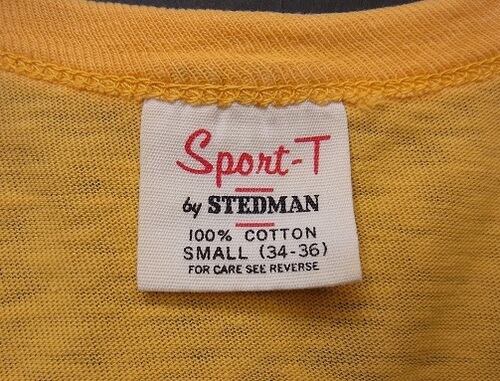 Sport-T
by STEDMAN
100% COTTON
SMALL (34-36)
FOR CARE SEE REVERSE